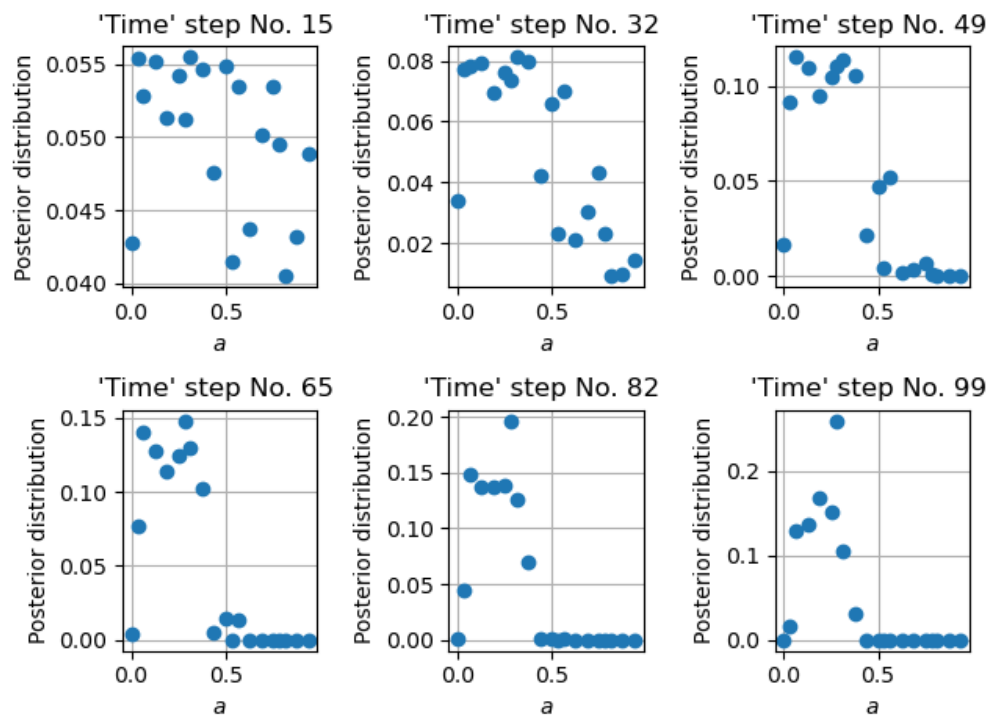 'Time' step No. 15
Posterior distribution
0.055
0.050
0.045
0.040
0.0 0.5
a
'Time' step No. 32
Posterior distribution
0.08
0.06
0.04
0.02
0.0 0.5
a
'Time' step No. 49
Posterior distribution
0.10
0.05
0.00
0.0 0.5
a
'Time' step No. 65
Posterior distribution
0.15
0.10
0.05
0.00
0.0 0.5
a
'Time' step No. 82
Posterior distribution
0.20
0.15
0.10
0.05
0.00
0.0 0.5
a
'Time' step No. 99
Posterior distribution
0.2
0.1
0.0
0.0 0.5
a